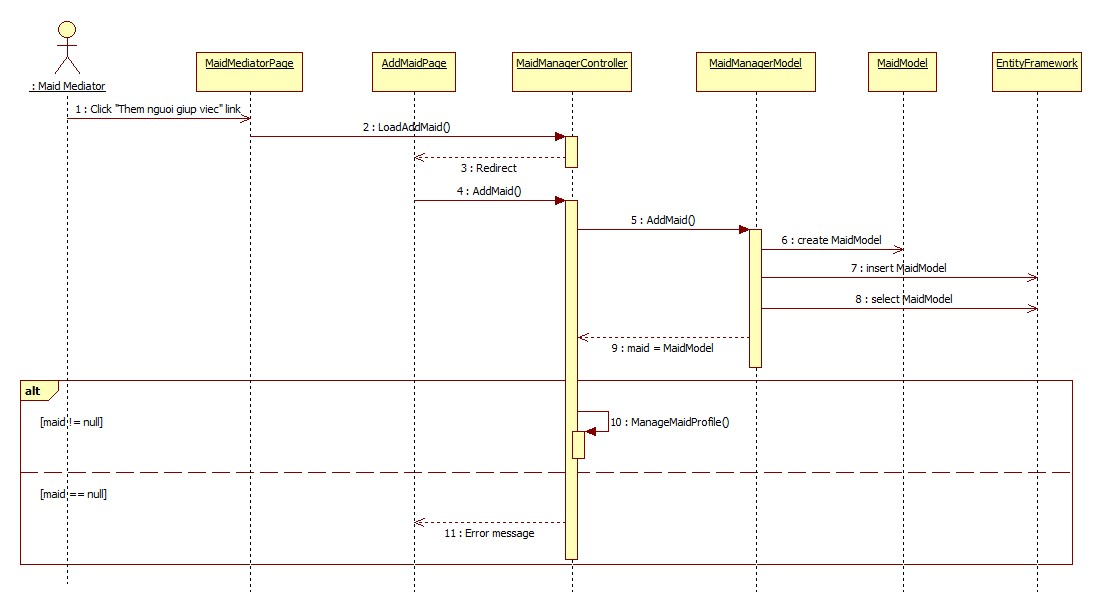 : Maid Mediator
MaidMediatorPage
AddMaidPage
MaidManagerController
MaidManagerModel
MaidModel
EntityFramework
1 : Click "Them nguoi giup viec" link
2 : LoadAddMaid()
3 : Redirect
4 : AddMaid()
5 : AddMaid()
6 : create MaidModel
7 : insert MaidModel
8 : select MaidModel
9 : maid = MaidModel
alt
[maid != null]
10 : ManageMaidProfile()
[maid == null]
11 : Error message